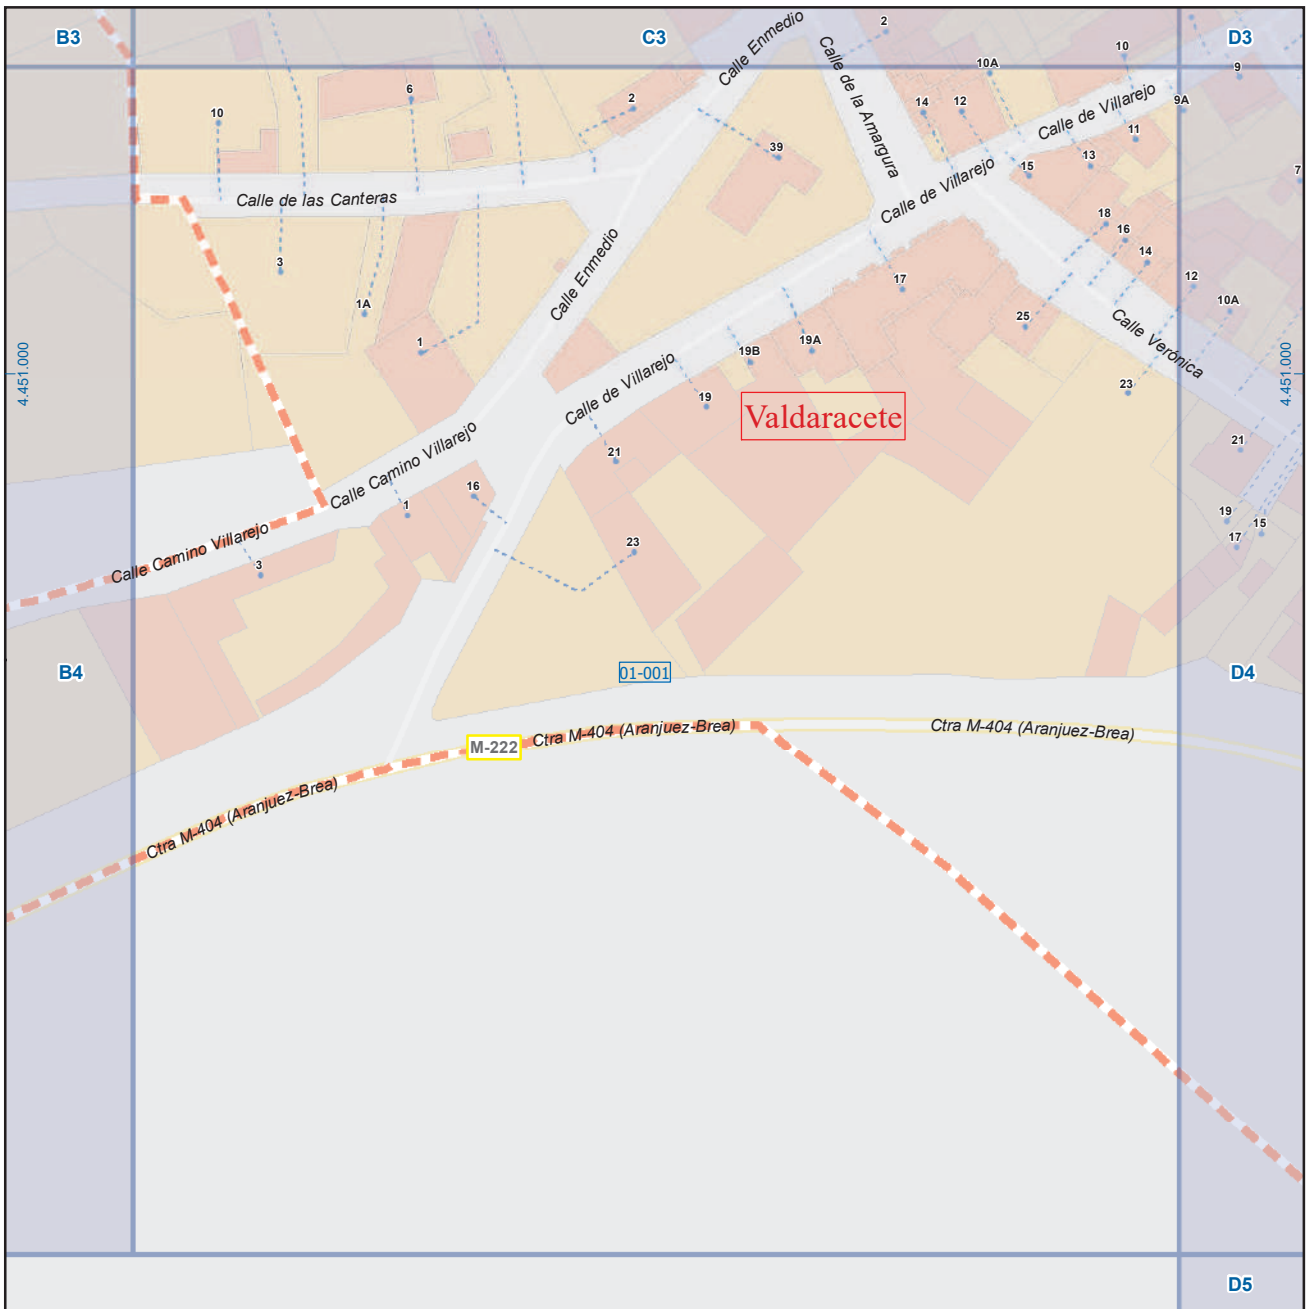 B3
C3
D3
Calle Enmedio
Calle de la Amargura
2
10A
10
9
9A
6
10
2
14
12
Calle de Villarejo
11
39
15
13
7
Calle de Villarejo
Calle de las Canteras
18
16
14
Calle Enmedio
3
17
12
10A
1A
25
Calle Verónica
1
19B
19A
4.451.000
4.451.000
Calle de Villarejo
23
19
Valdaracete
Calle Camino Villarejo
21
21
16
1
19
15
17
Calle Camino Villarejo
23
3
B4
01-001
D4
Ctra M-404 (Aranjuez-Brea)
Ctra M-404 (Aranjuez-Brea)
M-222
Ctra M-404 (Aranjuez-Brea)
D5